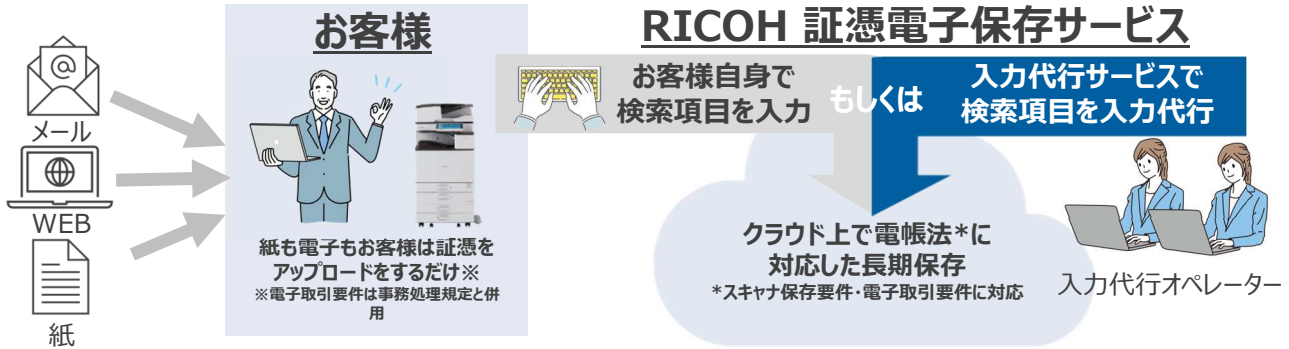 メール
WEB
紙
お客様
紙も電子もお客様は証憑を
アップロードをするだけ※
※電子取引要件は事務処理規定と併
用
RICOH 証憑電子保存サービス
お客様自身で
検索項目を入力
もしくは
入力代行サービスで
検索項目を入力代行
クラウド上で電帳法*に
対応した長期保存
*スキャナ保存要件・電子取引要件に対応
入力代行オペレーター